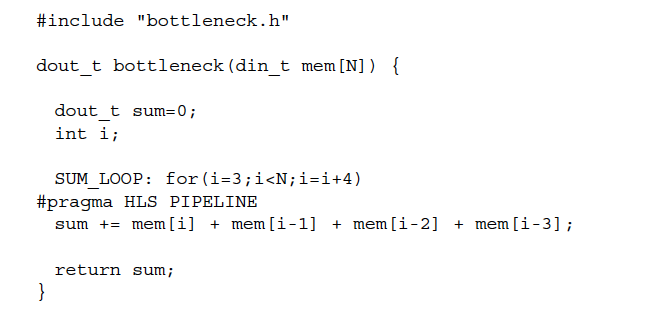 #include "bottleneck.h"
dout_t bottleneck(din_t mem[N]) {
dout_t sum=0;
int i;
SUM_LOOP: for(i=3;i<N;i=i+4)
#pragma HLS PIPELINE
sum += mem[i] + mem[i-1] + mem[i-2] + mem[i-3];
return sum;
}